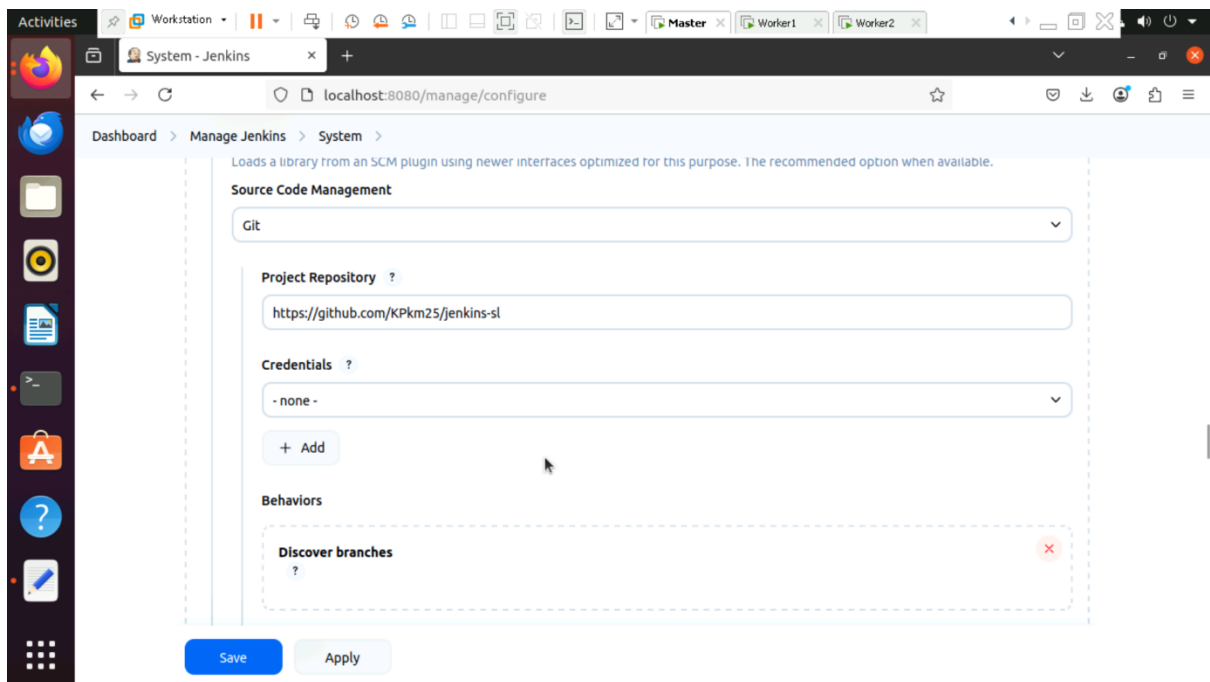 Activities
Workstation
Master
Worker1
Worker2
System - Jenkins
localhost:8080/manage/configure
Dashboard > Manage Jenkins > System >
Loads a library from an SCM plugin using newer interfaces optimized for this purpose. The recommended option when available.
Source Code Management
Git
Project Repository ?
https://github.com/KPkm25/jenkins-sl
Credentials ?
- none -
+ Add
Behaviors
Discover branches
?
Save
Apply